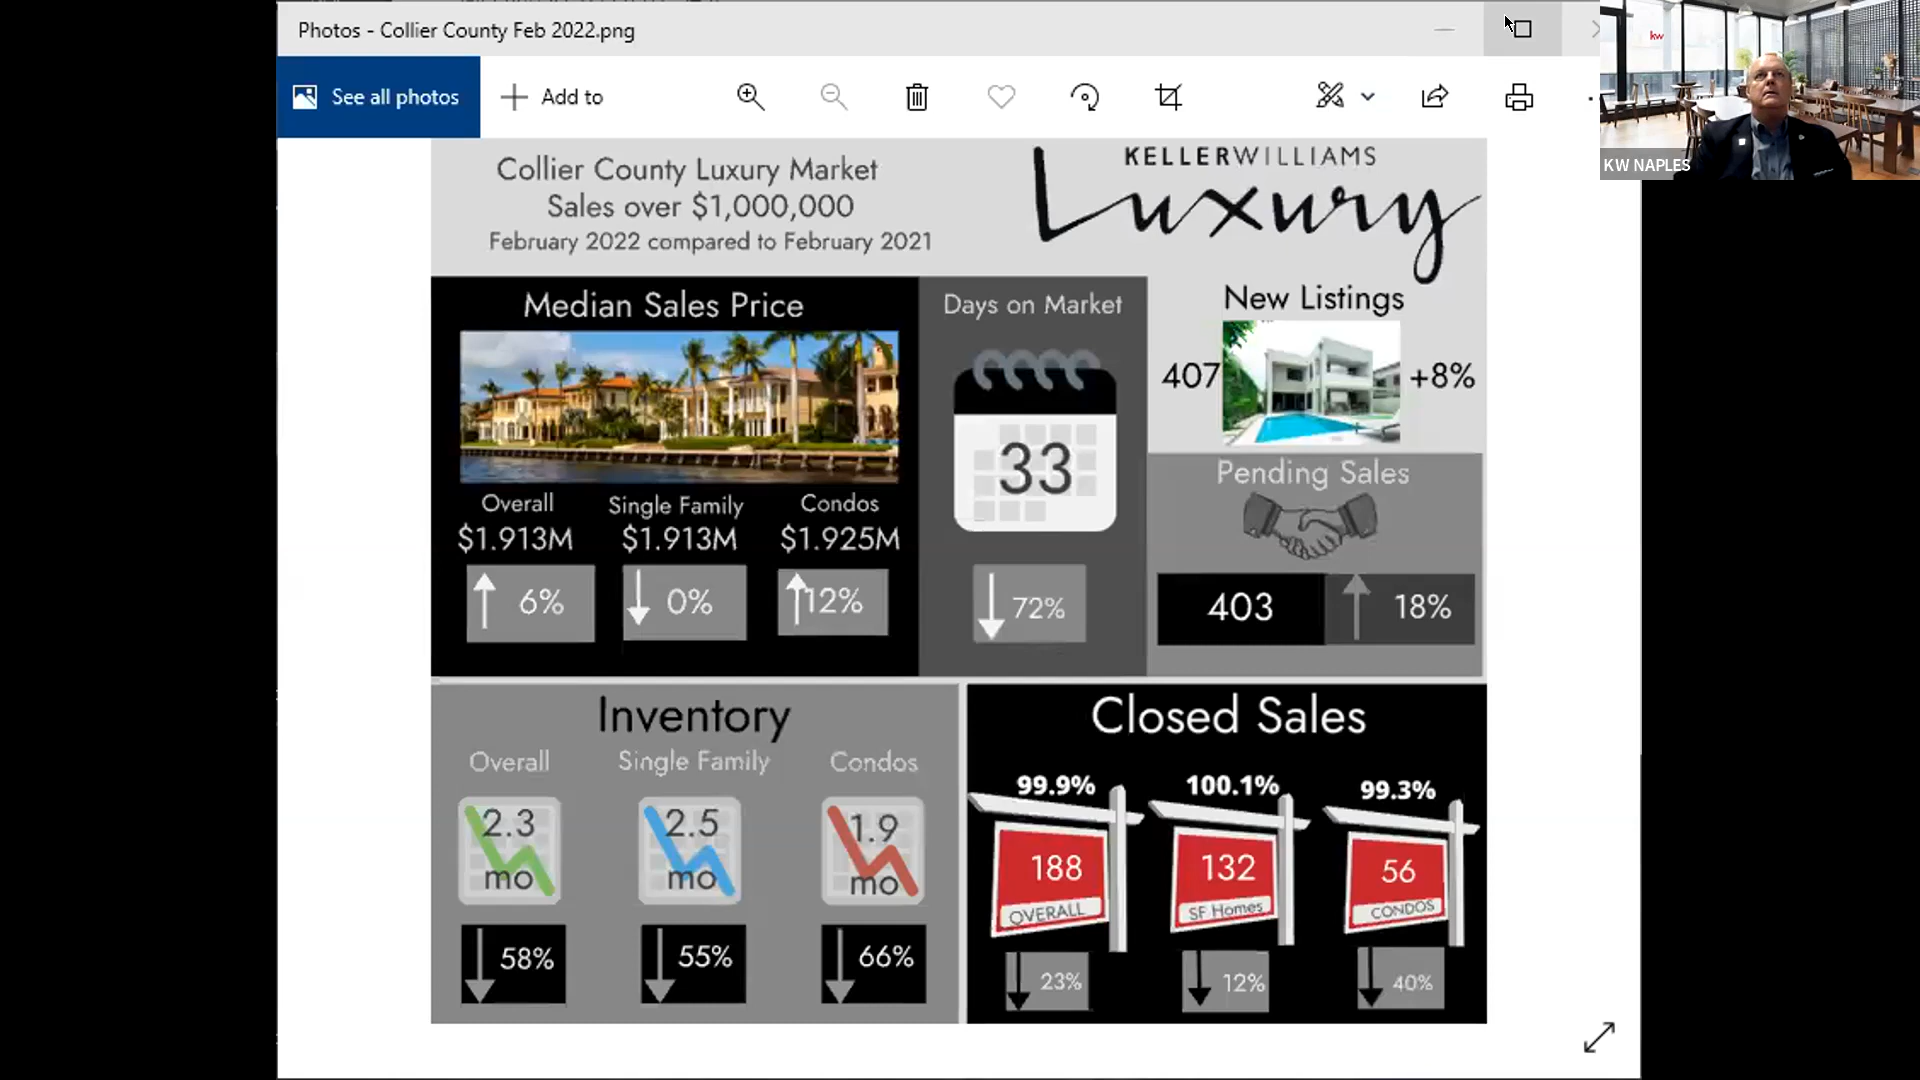 Photos - Collier County Feb 2022.png
See all photos
Add to
kw
KW NAPLES
Collier County Luxury Market
Sales over $1,000,000
February 2022 compared to February 2021
KELLERWILLIAMS
Luxury
Median Sales Price
Overall
$1.913M
6%
Single Family
$1.913M
0%
Condos
$1.925M
12%
Days on Market
33
72%
New Listings
407
+8%
Pending Sales
403
18%
Inventory
Overall
2.3
mo
58%
Single Family
2.5
mo
55%
Condos
1.9
mo
66%
Closed Sales
99.9%
188
OVERALL
23%
100.1%
132
SF Homes
12%
99.3%
56
CONDOS
40%